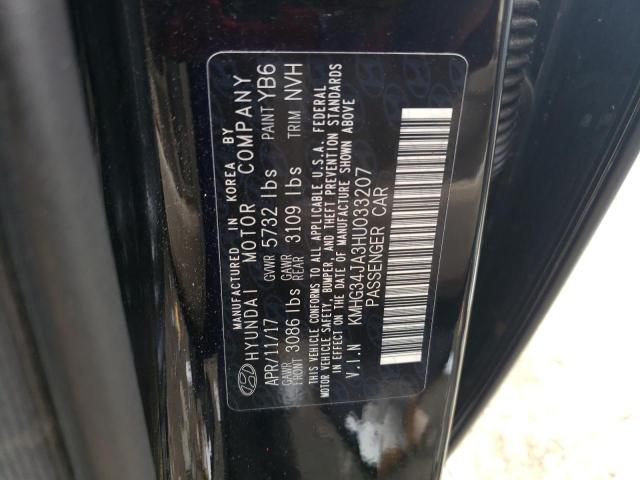 MANUFACTURED IN KOREA BY
HYUNDAI MOTOR COMPANY
APR/11/17 GVWR 5732 lbs PAINT YB6
GAWR FRONT 3086 lbs GAWR REAR 3109 lbs TRIM NVH
THIS VEHICLE CONFORMS TO ALL APPLICABLE U.S.A. FEDERAL
MOTOR VEHICLE SAFETY, BUMPER, AND THEFT PREVENTION STANDARDS
IN EFFECT ON THE DATE OF MANUFACTURE SHOWN ABOVE.
V.I.N KMHG34JA3HU033207
PASSENGER CAR